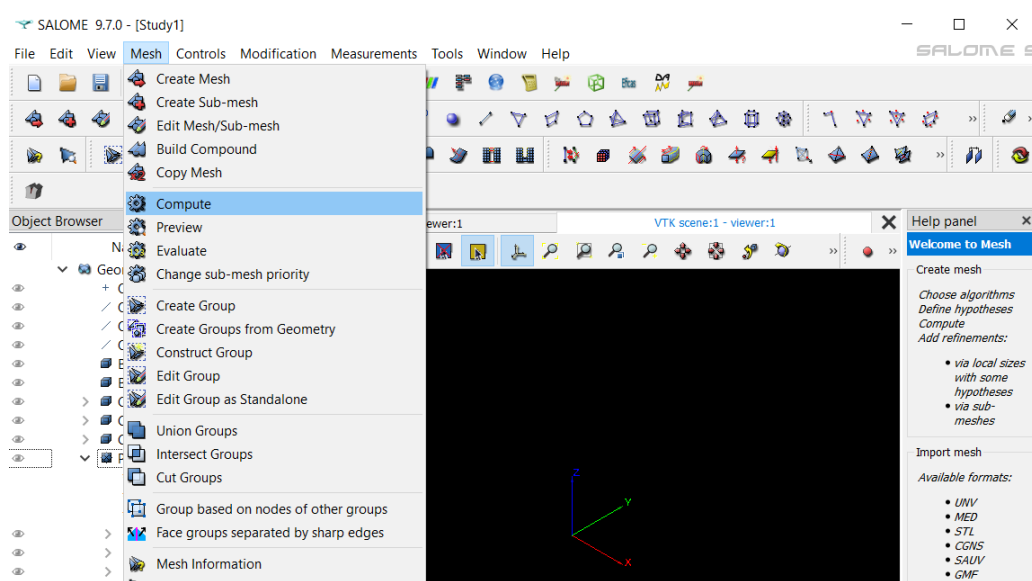 SALOME 9.7.0 - [Study1]
File Edit View Mesh Controls Modification Measurements Tools Window Help
SALOME
Create Mesh
Create Sub-mesh
Edit Mesh/Sub-mesh
Build Compound
Copy Mesh
Compute
Preview
Evaluate
Change sub-mesh priority
Create Group
Create Groups from Geometry
Construct Group
Edit Group
Edit Group as Standalone
Union Groups
Intersect Groups
Cut Groups
Group based on nodes of other groups
Face groups separated by sharp edges
Mesh Information
Object Browser
ewer:1
VTK scene:1 - viewer:1
Z
Y
X
Help panel
Welcome to Mesh
Create mesh
Choose algorithms
Define hypotheses
Compute
Add refinements:
• via local sizes
with some
hypotheses
• via sub-
meshes
Import mesh
Available formats:
• UNV
• MED
• STL
• CGNS
• SAUV
• GMF